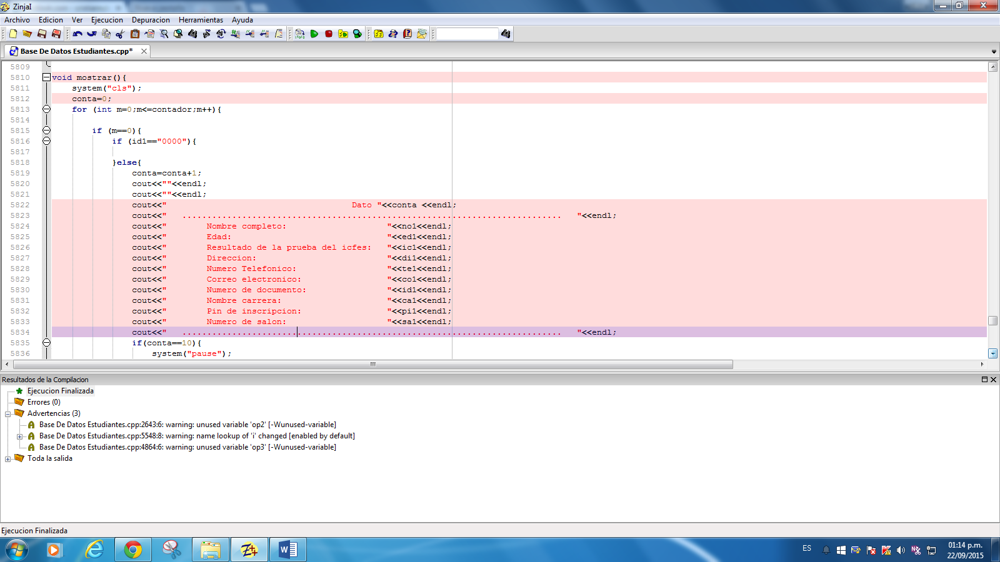 ZinjaI
Archivo Edicion Ver Ejecucion Depuracion Herramientas Ayuda
Base De Datos Estudiantes.cpp*
5809
5810 void mostrar(){
5811 system("cls");
5812 conta=0;
5813 for (int m=0;m<=contador;m++){
5814
5815 if (m==0){
5816 if (id1=="0000"){
5817
5818 }else{
5819 conta=conta+1;
5820 cout<<""<<endl;
5821 cout<<""<<endl;
5822 cout<<" Dato "<<conta <<endl;
5823 cout<<" ............................................................................ "<<endl;
5824 cout<<" Nombre completo: "<<no1<<endl;
5825 cout<<" Edad: "<<ed1<<endl;
5826 cout<<" Resultado de la prueba del icfes: "<<ic1<<endl;
5827 cout<<" Direccion: "<<di1<<endl;
5828 cout<<" Numero Telefonico: "<<te1<<endl;
5829 cout<<" Correo electronico: "<<co1<<endl;
5830 cout<<" Numero de documento: "<<id1<<endl;
5831 cout<<" Nombre carrera: "<<ca1<<endl;
5832 cout<<" Pin de inscripcion: "<<pi1<<endl;
5833 cout<<" Numero de salon: "<<sa1<<endl;
5834 cout<<" ............................................................................ "<<endl;
5835 if(conta==10){
5836 system("pause");
Resultados de la Compilacion
Ejecucion Finalizada
Errores (0)
Advertencias (3)
Base De Datos Estudiantes.cpp:2643:6: warning: unused variable 'op2' [-Wunused-variable]
Base De Datos Estudiantes.cpp:5548:8: warning: name lookup of 'i' changed [enabled by default]
Base De Datos Estudiantes.cpp:4864:6: warning: unused variable 'op3' [-Wunused-variable]
Toda la salida
Ejecucion Finalizada
ES
01:14 p.m.
22/09/2015